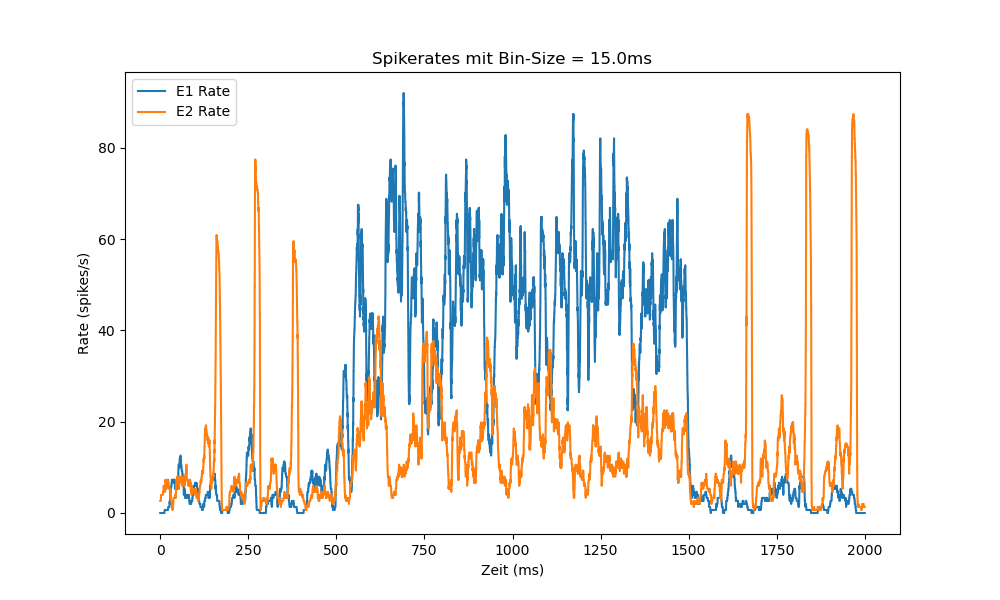 Spikerates mit Bin-Size = 15.0ms
E1 Rate
E2 Rate
Rate (spikes/s)
80
60
40
20
0
0 250 500 750 1000 1250 1500 1750 2000
Zeit (ms)